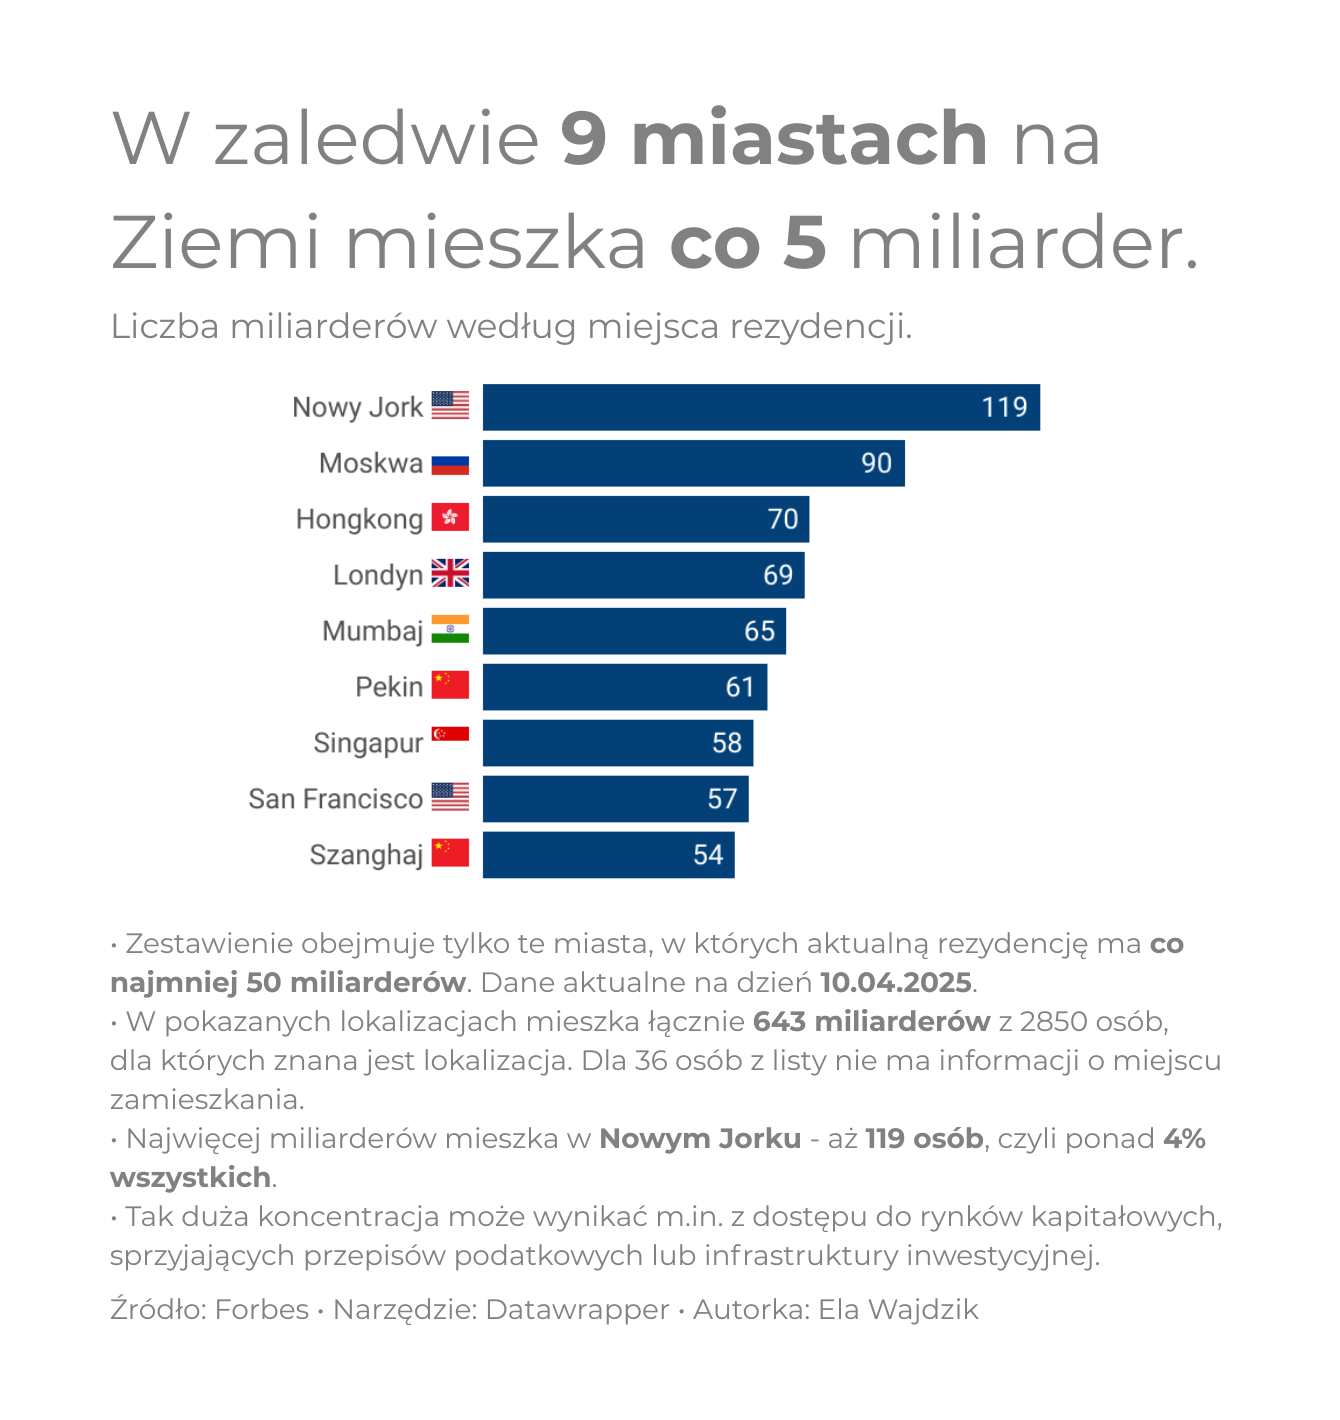 W zaledwie 9 miastach na
Ziemi mieszka co 5 miliarder.
Liczba miliarderów według miejsca rezydencji.
Nowy Jork 119
Moskwa 90
Hongkong 70
Londyn 69
Mumbaj 65
Pekin 61
Singapur 58
San Francisco 57
Szanghaj 54
• Zestawienie obejmuje tylko te miasta, w których aktualną rezydencję ma co
najmniej 50 miliarderów. Dane aktualne na dzień 10.04.2025.
• W pokazanych lokalizacjach mieszka łącznie 643 miliarderów z 2850 osób,
dla których znana jest lokalizacja. Dla 36 osób z listy nie ma informacji o miejscu
zamieszkania.
• Najwięcej miliarderów mieszka w Nowym Jorku - aż 119 osób, czyli ponad 4%
wszystkich.
• Tak duża koncentracja może wynikać m.in. z dostępu do rynków kapitałowych,
sprzyjających przepisów podatkowych lub infrastruktury inwestycyjnej.
Źródło: Forbes • Narzędzie: Datawrapper • Autorka: Ela Wajdzik